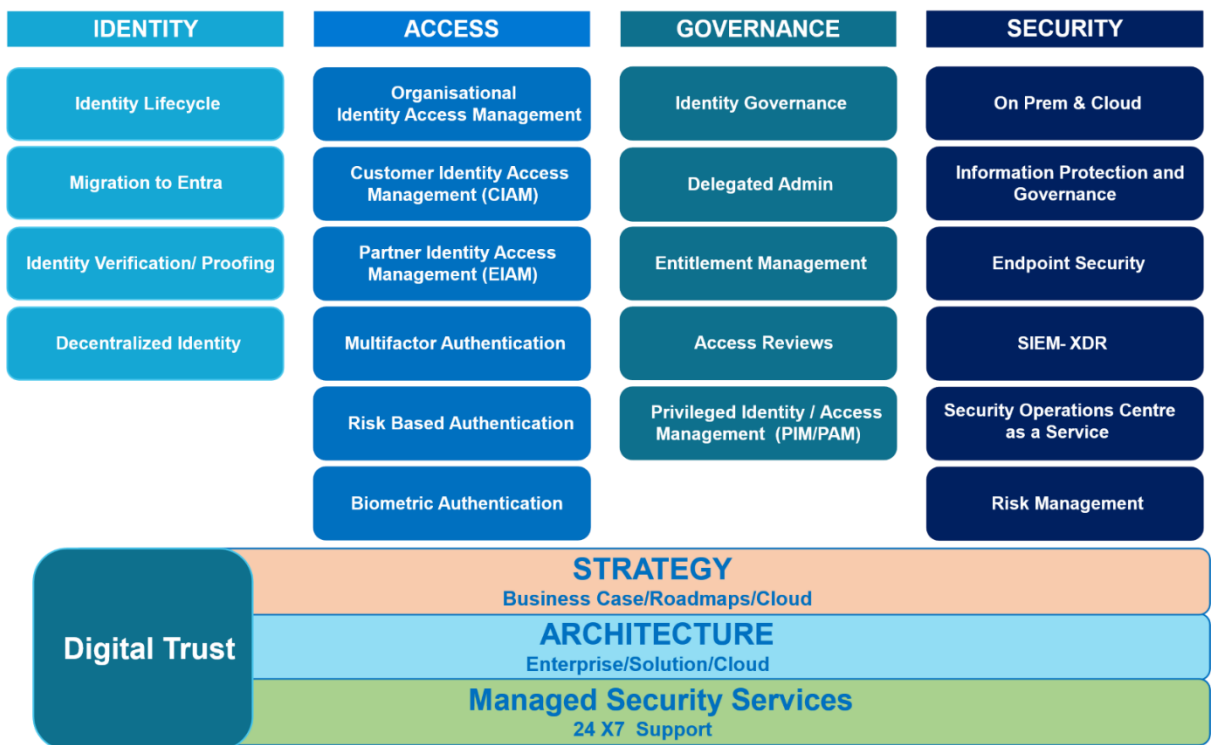 IDENTITY
Identity Lifecycle
Migration to Entra
Identity Verification/ Proofing
Decentralized Identity
ACCESS
Organisational
Identity Access Management
Customer Identity Access
Management (CIAM)
Partner Identity Access
Management (EIAM)
Multifactor Authentication
Risk Based Authentication
Biometric Authentication
GOVERNANCE
Identity Governance
Delegated Admin
Entitlement Management
Access Reviews
Privileged Identity / Access
Management (PIM/PAM)
SECURITY
On Prem & Cloud
Information Protection and
Governance
Endpoint Security
SIEM- XDR
Security Operations Centre
as a Service
Risk Management
Digital Trust
STRATEGY
Business Case/Roadmaps/Cloud
ARCHITECTURE
Enterprise/Solution/Cloud
Managed Security Services
24 X7 Support